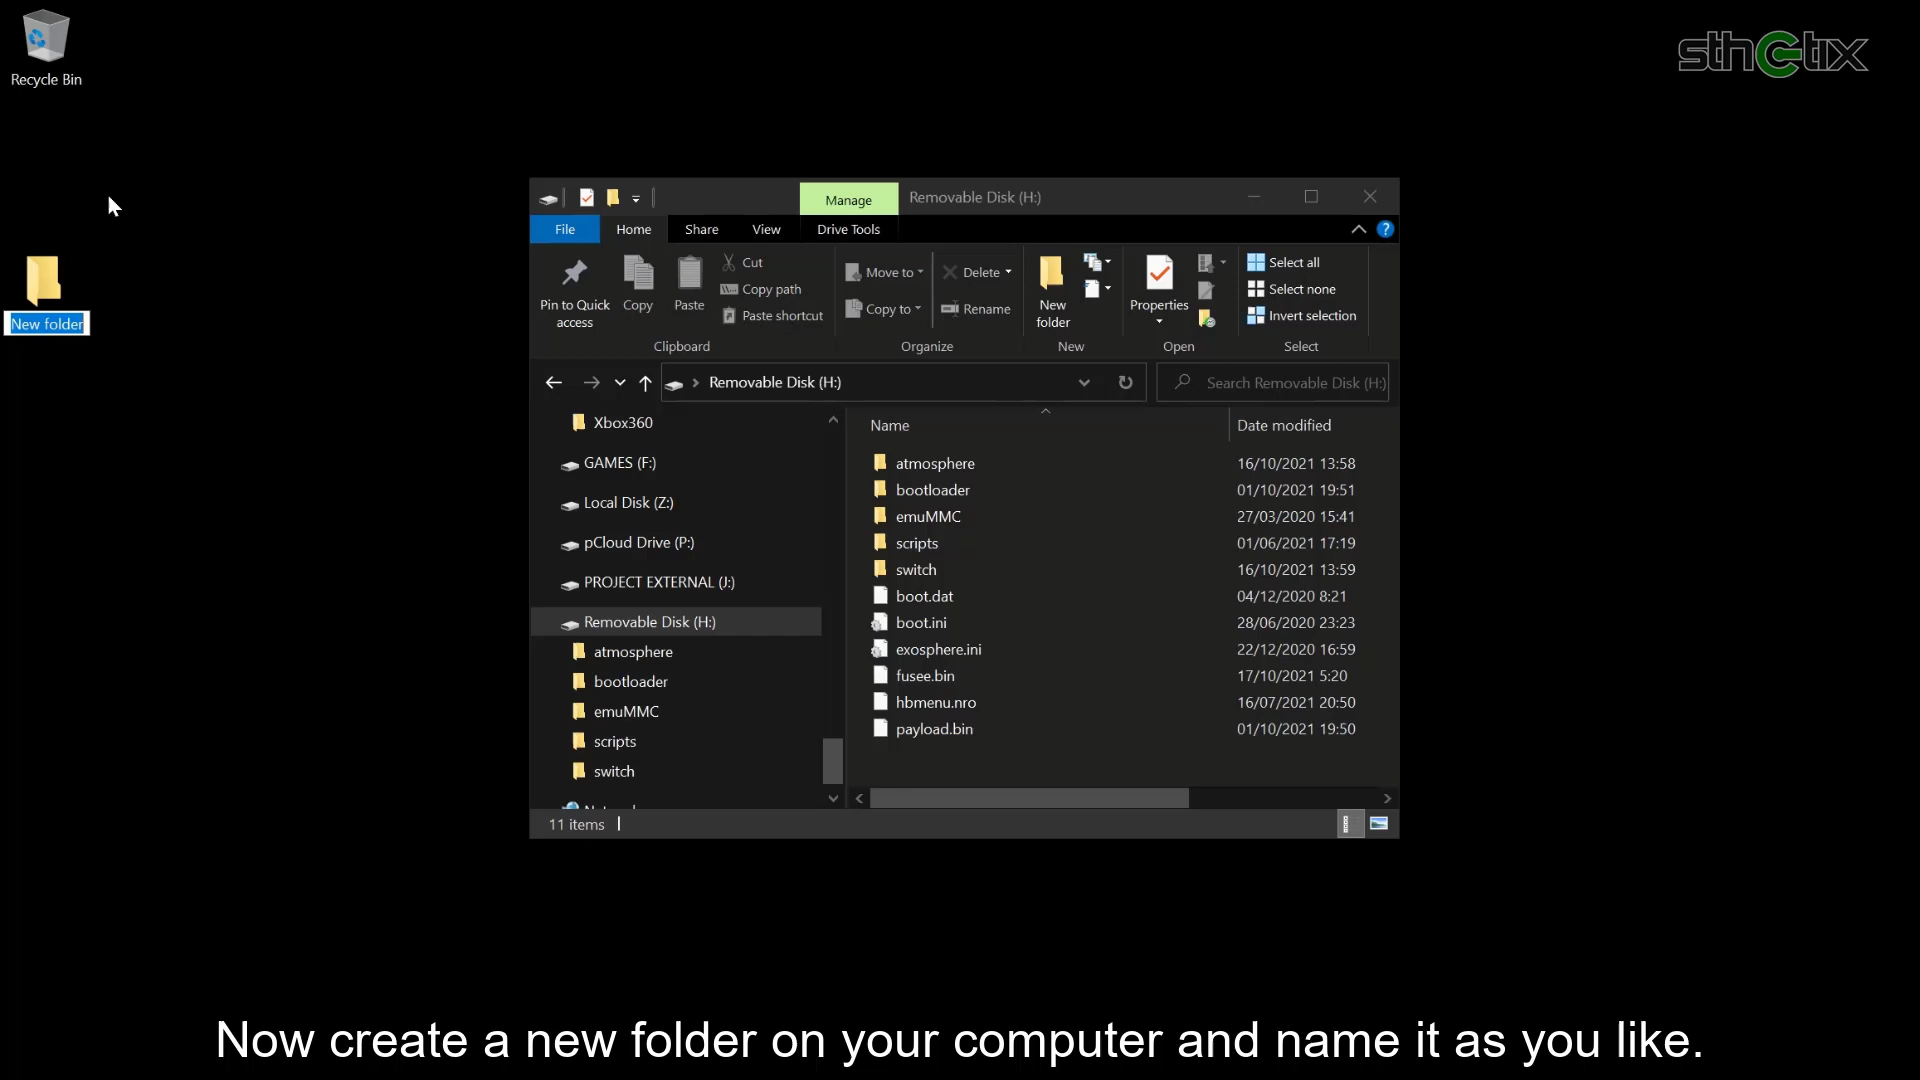 Recycle Bin
sthetix
New folder
Manage
Removable Disk (H:)
File
Home
Share
View
Drive Tools
Pin to Quick
access
Copy
Paste
Cut
Copy path
Paste shortcut
Clipboard
Move to
Copy to
Delete
Rename
Organize
New
folder
New
Properties
Open
Select all
Select none
Invert selection
Select
Removable Disk (H:)
Search Removable Disk (H:)
Xbox360
GAMES (F:)
Local Disk (Z:)
pCloud Drive (P:)
PROJECT EXTERNAL (J:)
Removable Disk (H:)
atmosphere
bootloader
emuMMC
scripts
switch
Name Date modified
atmosphere 16/10/2021 13:58
bootloader 01/10/2021 19:51
emuMMC 27/03/2020 15:41
scripts 01/06/2021 17:19
switch 16/10/2021 13:59
boot.dat 04/12/2020 8:21
boot.ini 28/06/2020 23:23
exosphere.ini 22/12/2020 16:59
fusee.bin 17/10/2021 5:20
hbmenu.nro 16/07/2021 20:50
payload.bin 01/10/2021 19:50
11 items
Now create a new folder on your computer and name it as you like.